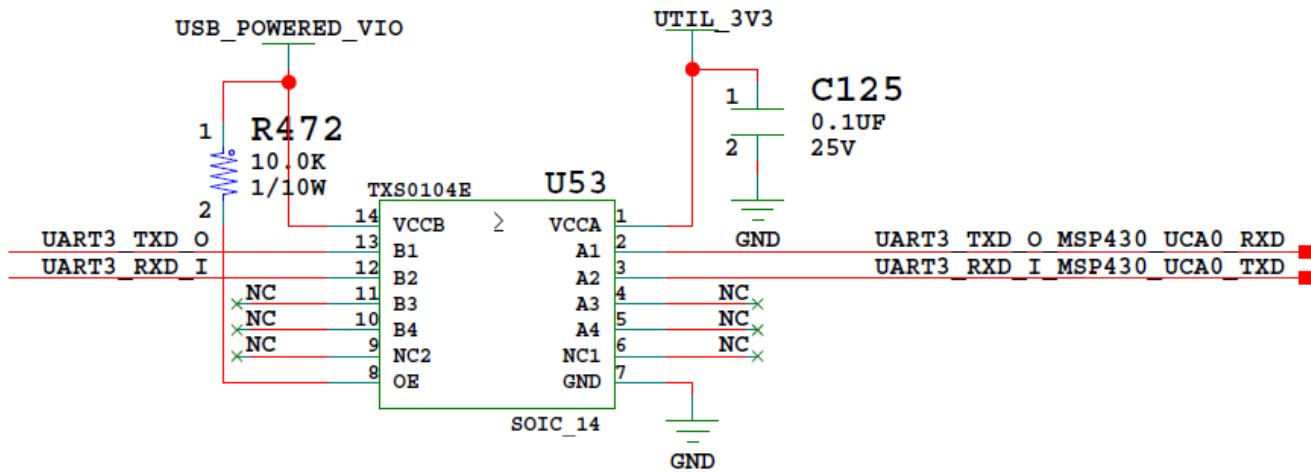 USB_POWERED_VIO
UTIL_3V3
1
R472
10.0K
1/10W
2
1
C125
0.1UF
25V
2
TXS0104E
U53
14
VCCB
≥
VCCA
1
UART3_TXD_O
13
B1
A1
2
GND
UART3_TXD_O_MSP430_UCA0_RXD
UART3_RXD_I
12
B2
A2
3
UART3_RXD_I_MSP430_UCA0_TXD
NC
11
B3
A3
4
NC
NC
10
B4
A4
5
NC
NC
9
NC2
NC1
6
NC
8
OE
GND
7
SOIC_14
GND